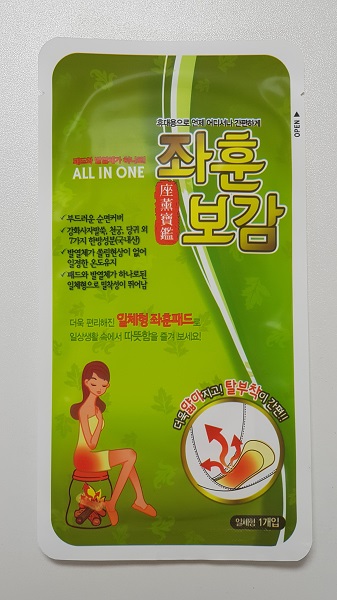 휴대용으로 언제 어디서나 간편하게
OPEN
패드와 발열체가 하나로!!
ALL IN ONE
좌훈
보감
座薰寶鑑
부드러운 순면커버
강화사자발쑥, 천궁, 당귀 외
7가지 한방성분(국내산)
발열체가 쏠림현상이 없어
일정한 온도유지
패드와 발열체가 하나로된
일체형으로 밀착성이 뛰어남
더욱 편리해진 일체형 좌훈패드로
일상생활 속에서 따뜻함을 즐겨 보세요!
더욱 얇아지고! 탈부착이 간편!!
일체형 1개입